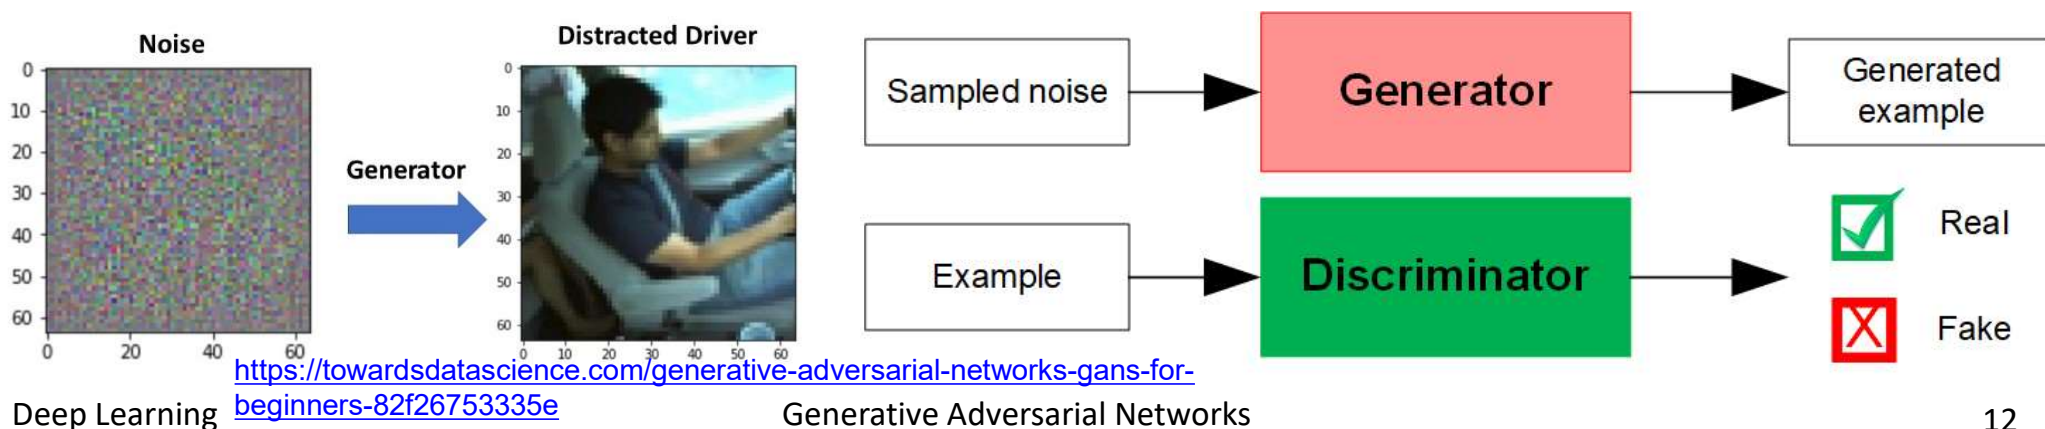 Noise
0
10
20
30
40
50
60
0 20 40 60
Generator
Distracted Driver
0
10
20
30
40
50
60
0 10 20 30 40 50 60
Sampled noise
Generator
Generated
example
Example
Discriminator
Real
X
Fake
https://towardsdatascience.com/generative-adversarial-networks-gans-for-
beginners-82f26753335e
Deep Learning
Generative Adversarial Networks
12